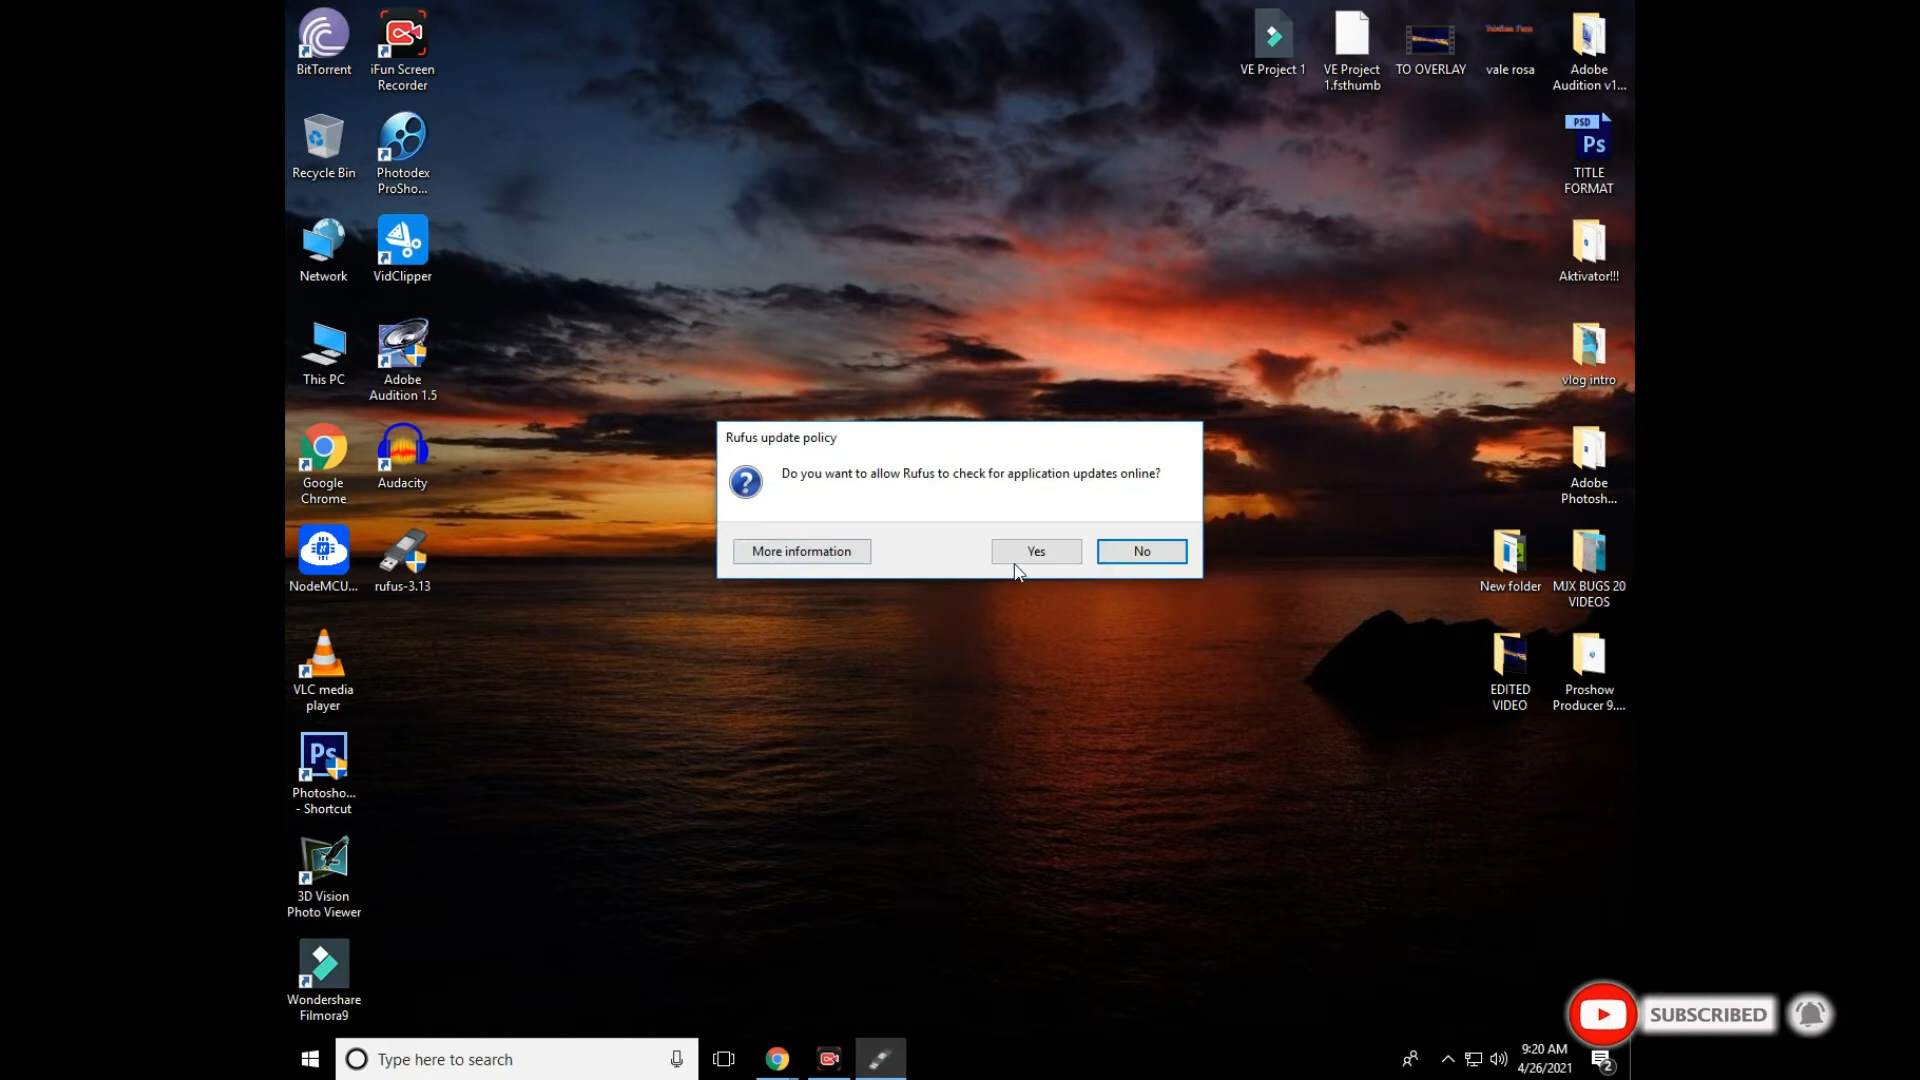 BitTorrent
iFun Screen
Recorder
VE Project 1
VE Project
1.fsthumb
TO OVERLAY
vale rosa
Adobe
Audition v1...
Recycle Bin
Photodex
ProSho...
PSD
Ps
TITLE
FORMAT
Network
VidClipper
Aktivator!!!
This PC
Adobe
Audition 1.5
vlog intro
Google
Chrome
Audacity
Adobe
Photosh...
Rufus update policy
Do you want to allow Rufus to check for application updates online?
More information
Yes
No
NodeMCU...
rufus-3.13
New folder
MJX BUGS 20
VIDEOS
VLC media
player
EDITED
VIDEO
Proshow
Producer 9....
Ps
Photosho...
- Shortcut
3D Vision
Photo Viewer
Wondershare
Filmora9
SUBSCRIBED
Type here to search
9:20 AM
4/26/2021
2